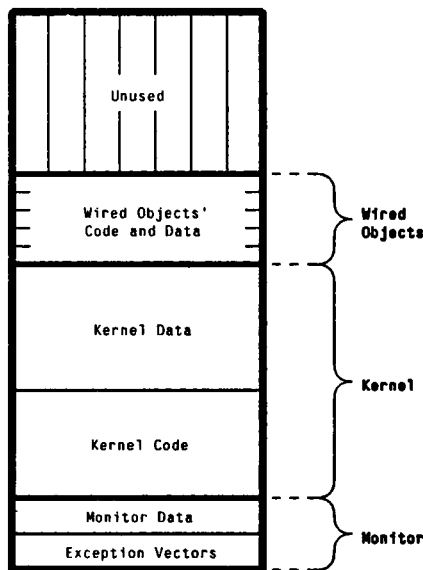 Unused
Wired Objects'
Code and Data
Wired
Objects
Kernel Data
Kernel
Kernel Code
Monitor Data
Monitor
Exception Vectors